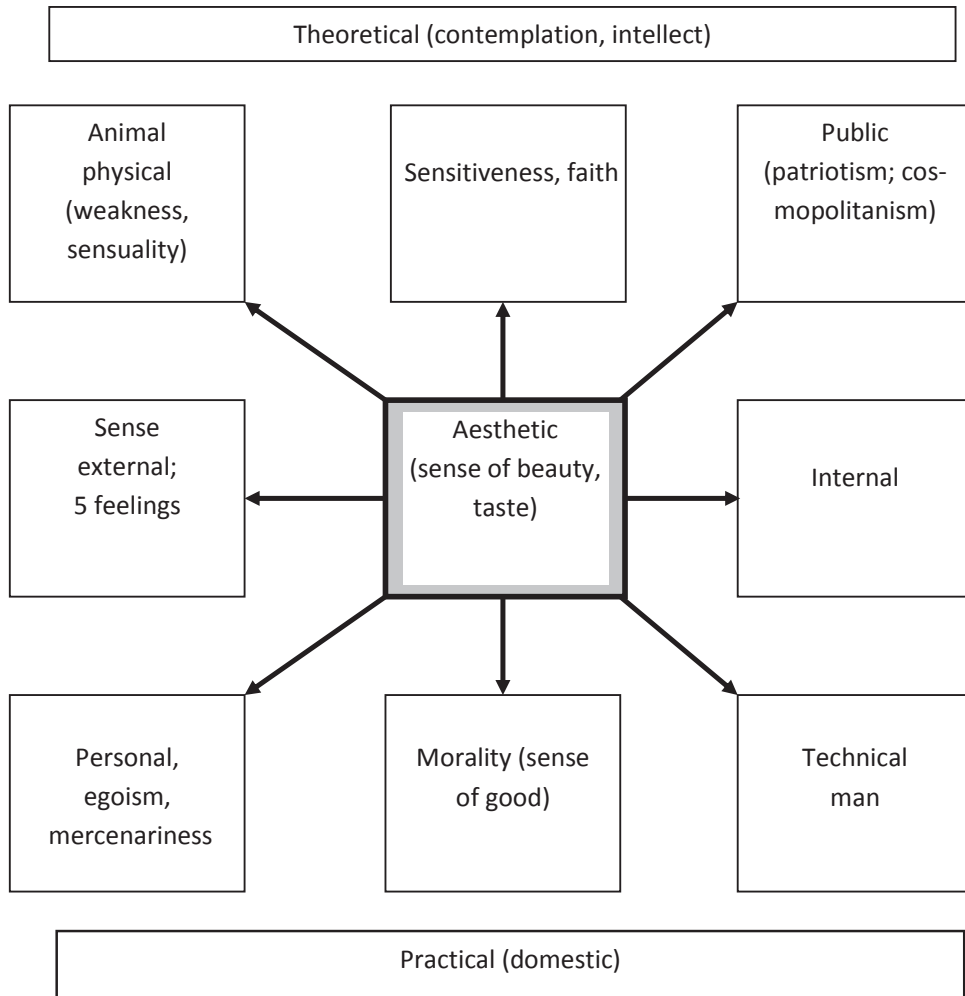 Theoretical (contemplation, intellect)
Animal
physical
(weakness,
sensuality)
Sensitiveness, faith
Public
(patriotism; cos-
mopolitanism)
Sense
external;
5 feelings
Aesthetic
(sense of beauty,
taste)
Internal
Personal,
egoism,
mercenariness
Morality (sense
of good)
Technical
man
Practical (domestic)